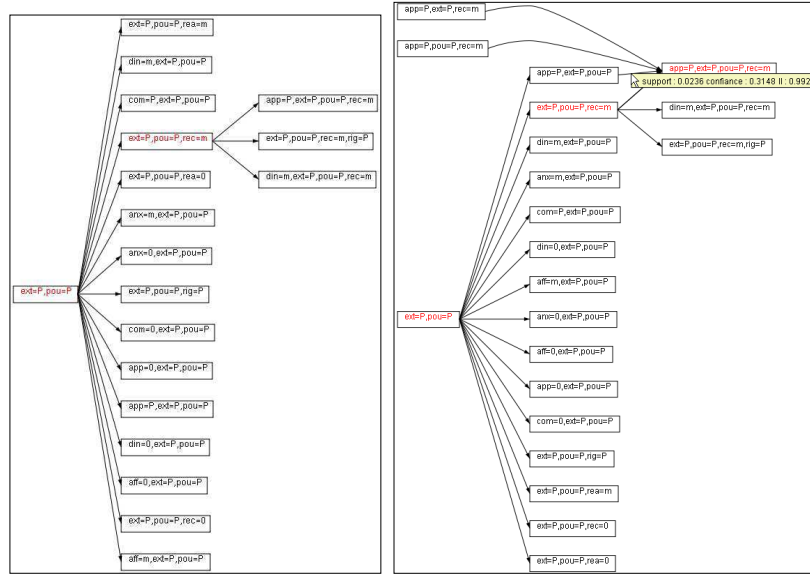 ext=P,pou=P,rea=m
din=m,ext=P,pou=P
com=P,ext=P,pou=P
ext=P,pou=P,rec=m
app=P,ext=P,pou=P,rec=m
ext=P,pou=P,rec=m,rig=P
din=m,ext=P,pou=P,rec=m
ext=P,pou=P,rea=0
anx=m,ext=P,pou=P
anx=0,ext=P,pou=P
ext=P,pou=P
ext=P,pou=P,rig=P
com=0,ext=P,pou=P
app=0,ext=P,pou=P
app=P,ext=P,pou=P
din=0,ext=P,pou=P
aff=0,ext=P,pou=P
ext=P,pou=P,rec=0
aff=m,ext=P,pou=P
app=P,ext=P,rec=m
app=P,pou=P,rec=m
app=P,ext=P,pou=P
app=P,ext=P,pou=P,rec=m
support : 0.0236 confiance : 0.3148 II : 0.992
ext=P,pou=P,rec=m
din=m,ext=P,pou=P,rec=m
ext=P,pou=P,rec=m,rig=P
din=m,ext=P,pou=P
anx=m,ext=P,pou=P
com=P,ext=P,pou=P
din=0,ext=P,pou=P
aff=m,ext=P,pou=P
ext=P,pou=P
anx=0,ext=P,pou=P
aff=0,ext=P,pou=P
app=0,ext=P,pou=P
com=0,ext=P,pou=P
ext=P,pou=P,rig=P
ext=P,pou=P,rea=m
ext=P,pou=P,rec=0
ext=P,pou=P,rea=0